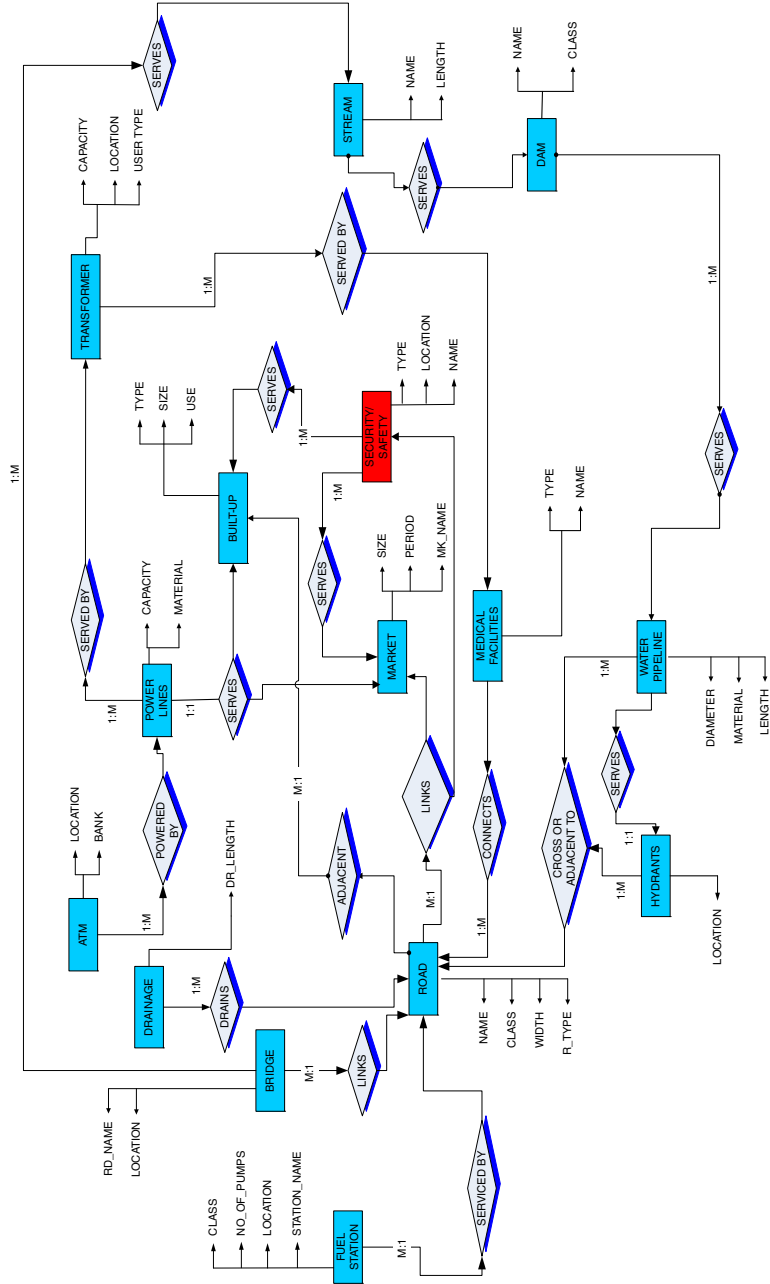 1:M
LOCATION
BANK
ATM
1:M
RD_NAME
LOCATION
BRIDGE
M:1
LINKS
DRAINAGE
DR_LENGTH
1:M
DRAINS
POWERED
BY
CLASS
NO_OF_PUMPS
LOCATION
STATION_NAME
FUEL
STATION
M:1
SERVICED BY
SERVED BY
1:M
POWER
LINES
CAPACITY
MATERIAL
1:1
SERVES
CAPACITY
LOCATION
USER TYPE
TRANSFORMER
1:M
SERVED BY
SERVES
TYPE
SIZE
USE
BUILT-UP
SERVES
1:M
STREAM
NAME
LENGTH
SERVES
M:1
ADJACENT
SERVES
1:M
SECURITY/
SAFETY
TYPE
LOCATION
NAME
SIZE
PERIOD
MK_NAME
MARKET
LINKS
M:1
ROAD
NAME
CLASS
WIDTH
R_TYPE
1:M
CONNECTS
MEDICAL
FACILITIES
TYPE
NAME
NAME
CLASS
DAM
1:M
SERVES
CROSS OR
ADJACENT TO
1:M
WATER
PIPELINE
DIAMETER
MATERIAL
LENGTH
SERVES
1:1
1:M
HYDRANTS
LOCATION